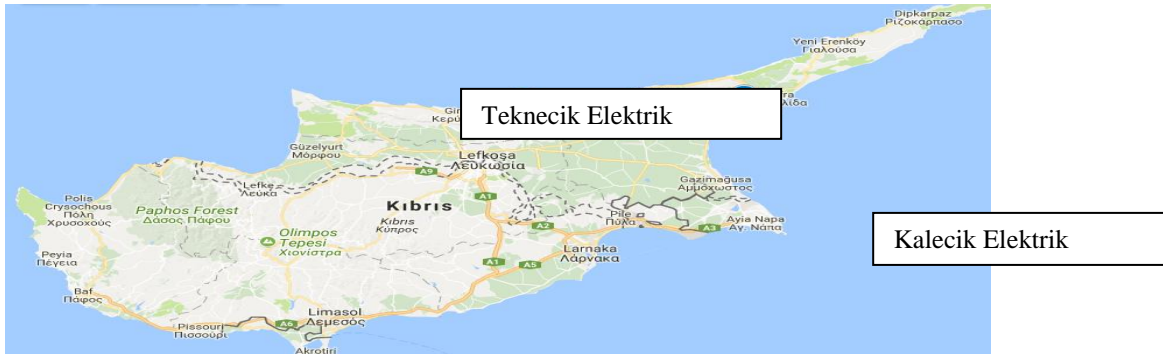 Dipkarpaz
Ριζοκάρπασο
Yeni Erenköy
Γιαλούσα
Teknecik Elektrik
Güzelyurt
Μόρφου
Lefkoşa
Λευκωσία
A9
Lefke
Λεύκα
Gazimağusa
Αμμόχωστος
Polis
Crysochous
Πόλη
Χρυσοχούς
Paphos Forest
Δάσος Πάφου
Kıbrıs
Kıbrıs
Κύπρος
A1
A2
Pile
Πύλα
A3
Ayia Napa
Αγ. Νάπα
Olimpos
Tepesi
Χιονίστρα
Kalecik Elektrik
Peyia
Πέγεια
Larnaka
Λάρνακα
A1
A5
Baf
Πάφος
Limasol
Λεμεσός
Pissouri
Πισσούρι
A6
Akrotiri